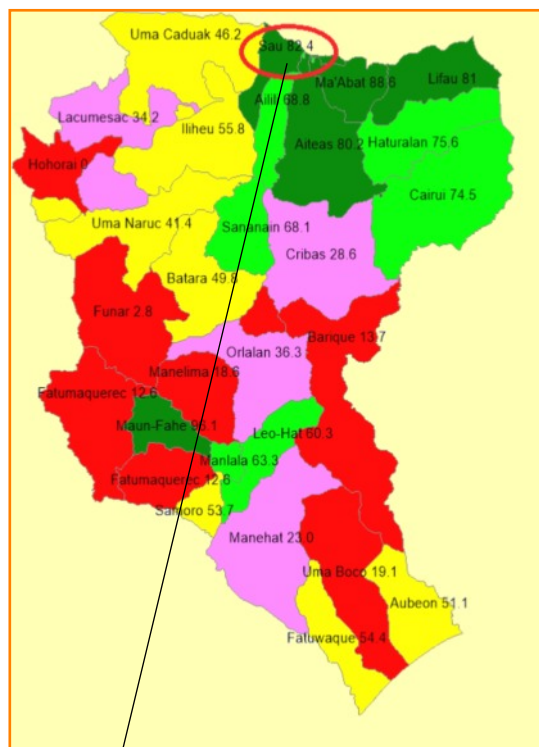 Uma Caduak 46.2
Sau 82.4
Ma'Abat 88.6
Lifau 81
Ailili 68.8
Lacumesac 34.2
Iliheu 55.8
Aiteas 80.2
Haturalan 75.6
Hohorai 0
Cairui 74.5
Uma Naruc 41.4
Sananain 68.1
Cribas 28.6
Batara 49.8
Funar 2.8
Barique 13.7
Orlalan 36.3
Manelima 18.6
Fatumaquerec 12.6
Maun-Fahe 96.1
Leo-Hat 60.3
Manlala 63.3
Fatumaquerec 12.6
Samoro 53.7
Manehat 23.0
Uma Boco 19.1
Aubeon 51.1
Fatuwaque 54.4